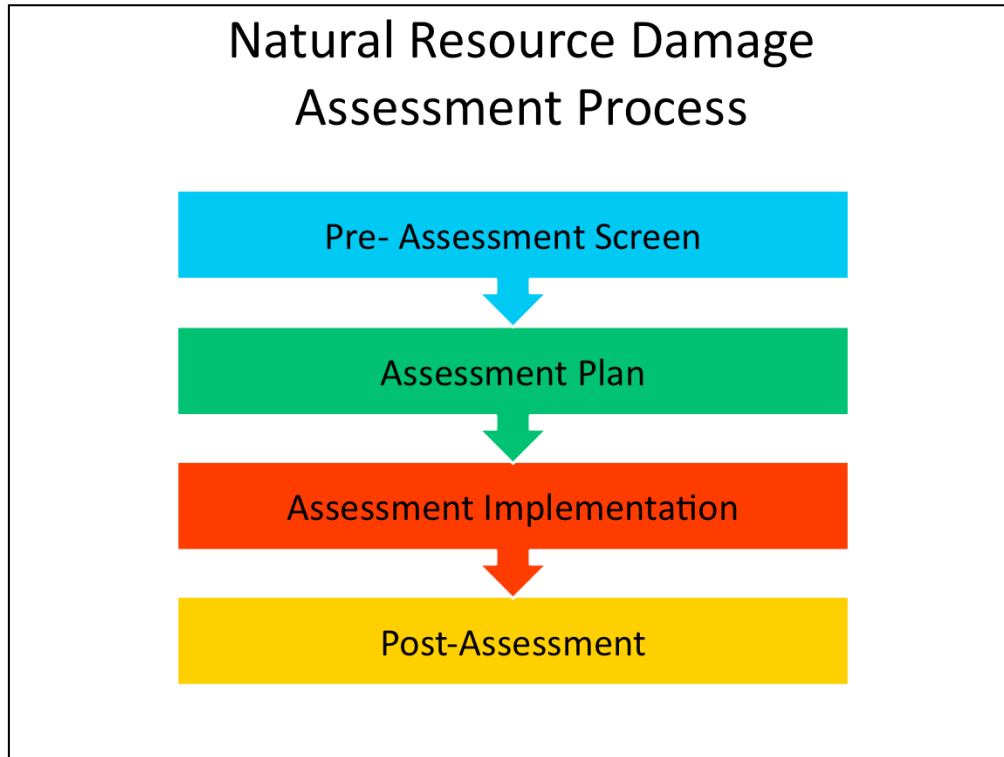 Natural Resource Damage
Assessment Process
Pre- Assessment Screen
Assessment Plan
Assessment Implementation
Post-Assessment